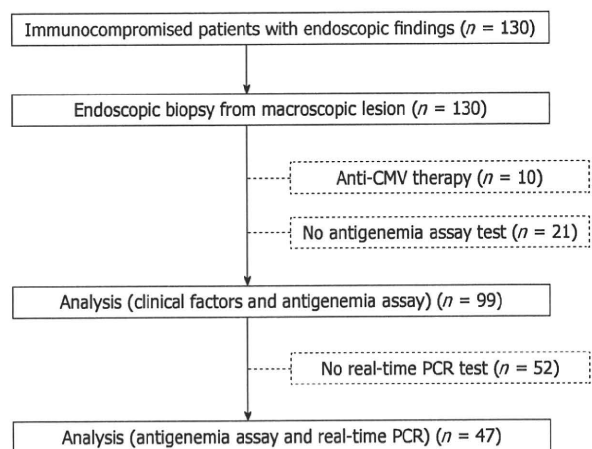 Immunocompromised patients with endoscopic findings (n = 130)
Endoscopic biopsy from macroscopic lesion (n = 130)
Anti-CMV therapy (n = 10)
No antigenemia assay test (n = 21)
Analysis (clinical factors and antigenemia assay) (n = 99)
No real-time PCR test (n = 52)
Analysis (antigenemia assay and real-time PCR) (n = 47)